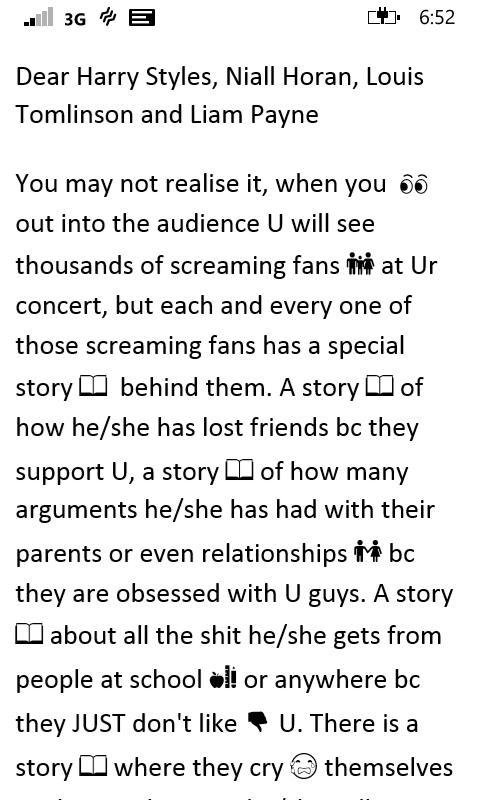 3G 6:52
Dear Harry Styles, Niall Horan, Louis
Tomlinson and Liam Payne
You may not realise it, when you 👀
out into the audience U will see
thousands of screaming fans 👪 at Ur
concert, but each and every one of
those screaming fans has a special
story 📖 behind them. A story 📖 of
how he/she has lost friends bc they
support U, a story 📖 of how many
arguments he/she has had with their
parents or even relationships 👫 bc
they are obsessed with U guys. A story
📖 about all the shit he/she gets from
people at school 🍎📏✏ or anywhere bc
they JUST don't like 👎 U. There is a
story 📖 where they cry 😭 themselves